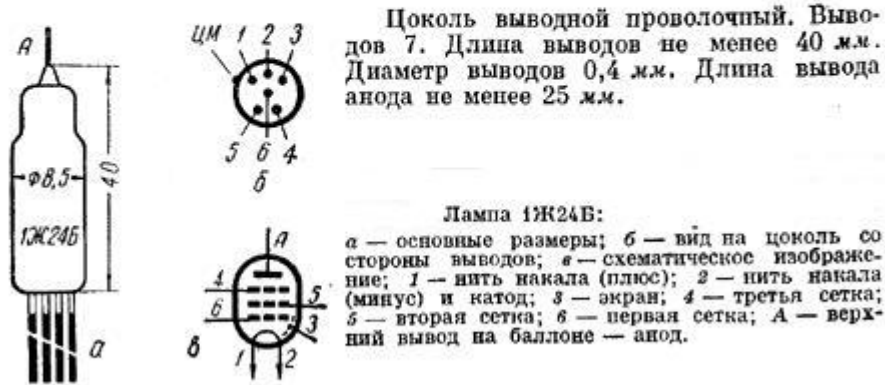 Цоколь выводной проволочный. Выво-
дов 7. Длина выводов не менее 40 мм.
Диаметр выводов 0,4 мм. Длина вывода
анода не менее 25 мм.
А
ЦМ 1 2 3
5 6 4
б
Ф8,5
40
1Ж24Б
а
А
4
6
5
3
в
1 2
Лампа 1Ж24Б:
а — основные размеры; б — вид на цоколь со
стороны выводов; в — схематическое изображе-
ние; 1 — нить накала (плюс); 2 — нить накала
(минус) и катод; 3 — экран; 4 — третья сетка;
5 — вторая сетка; 6 — первая сетка; А — верх-
ний вывод на баллоне — анод.